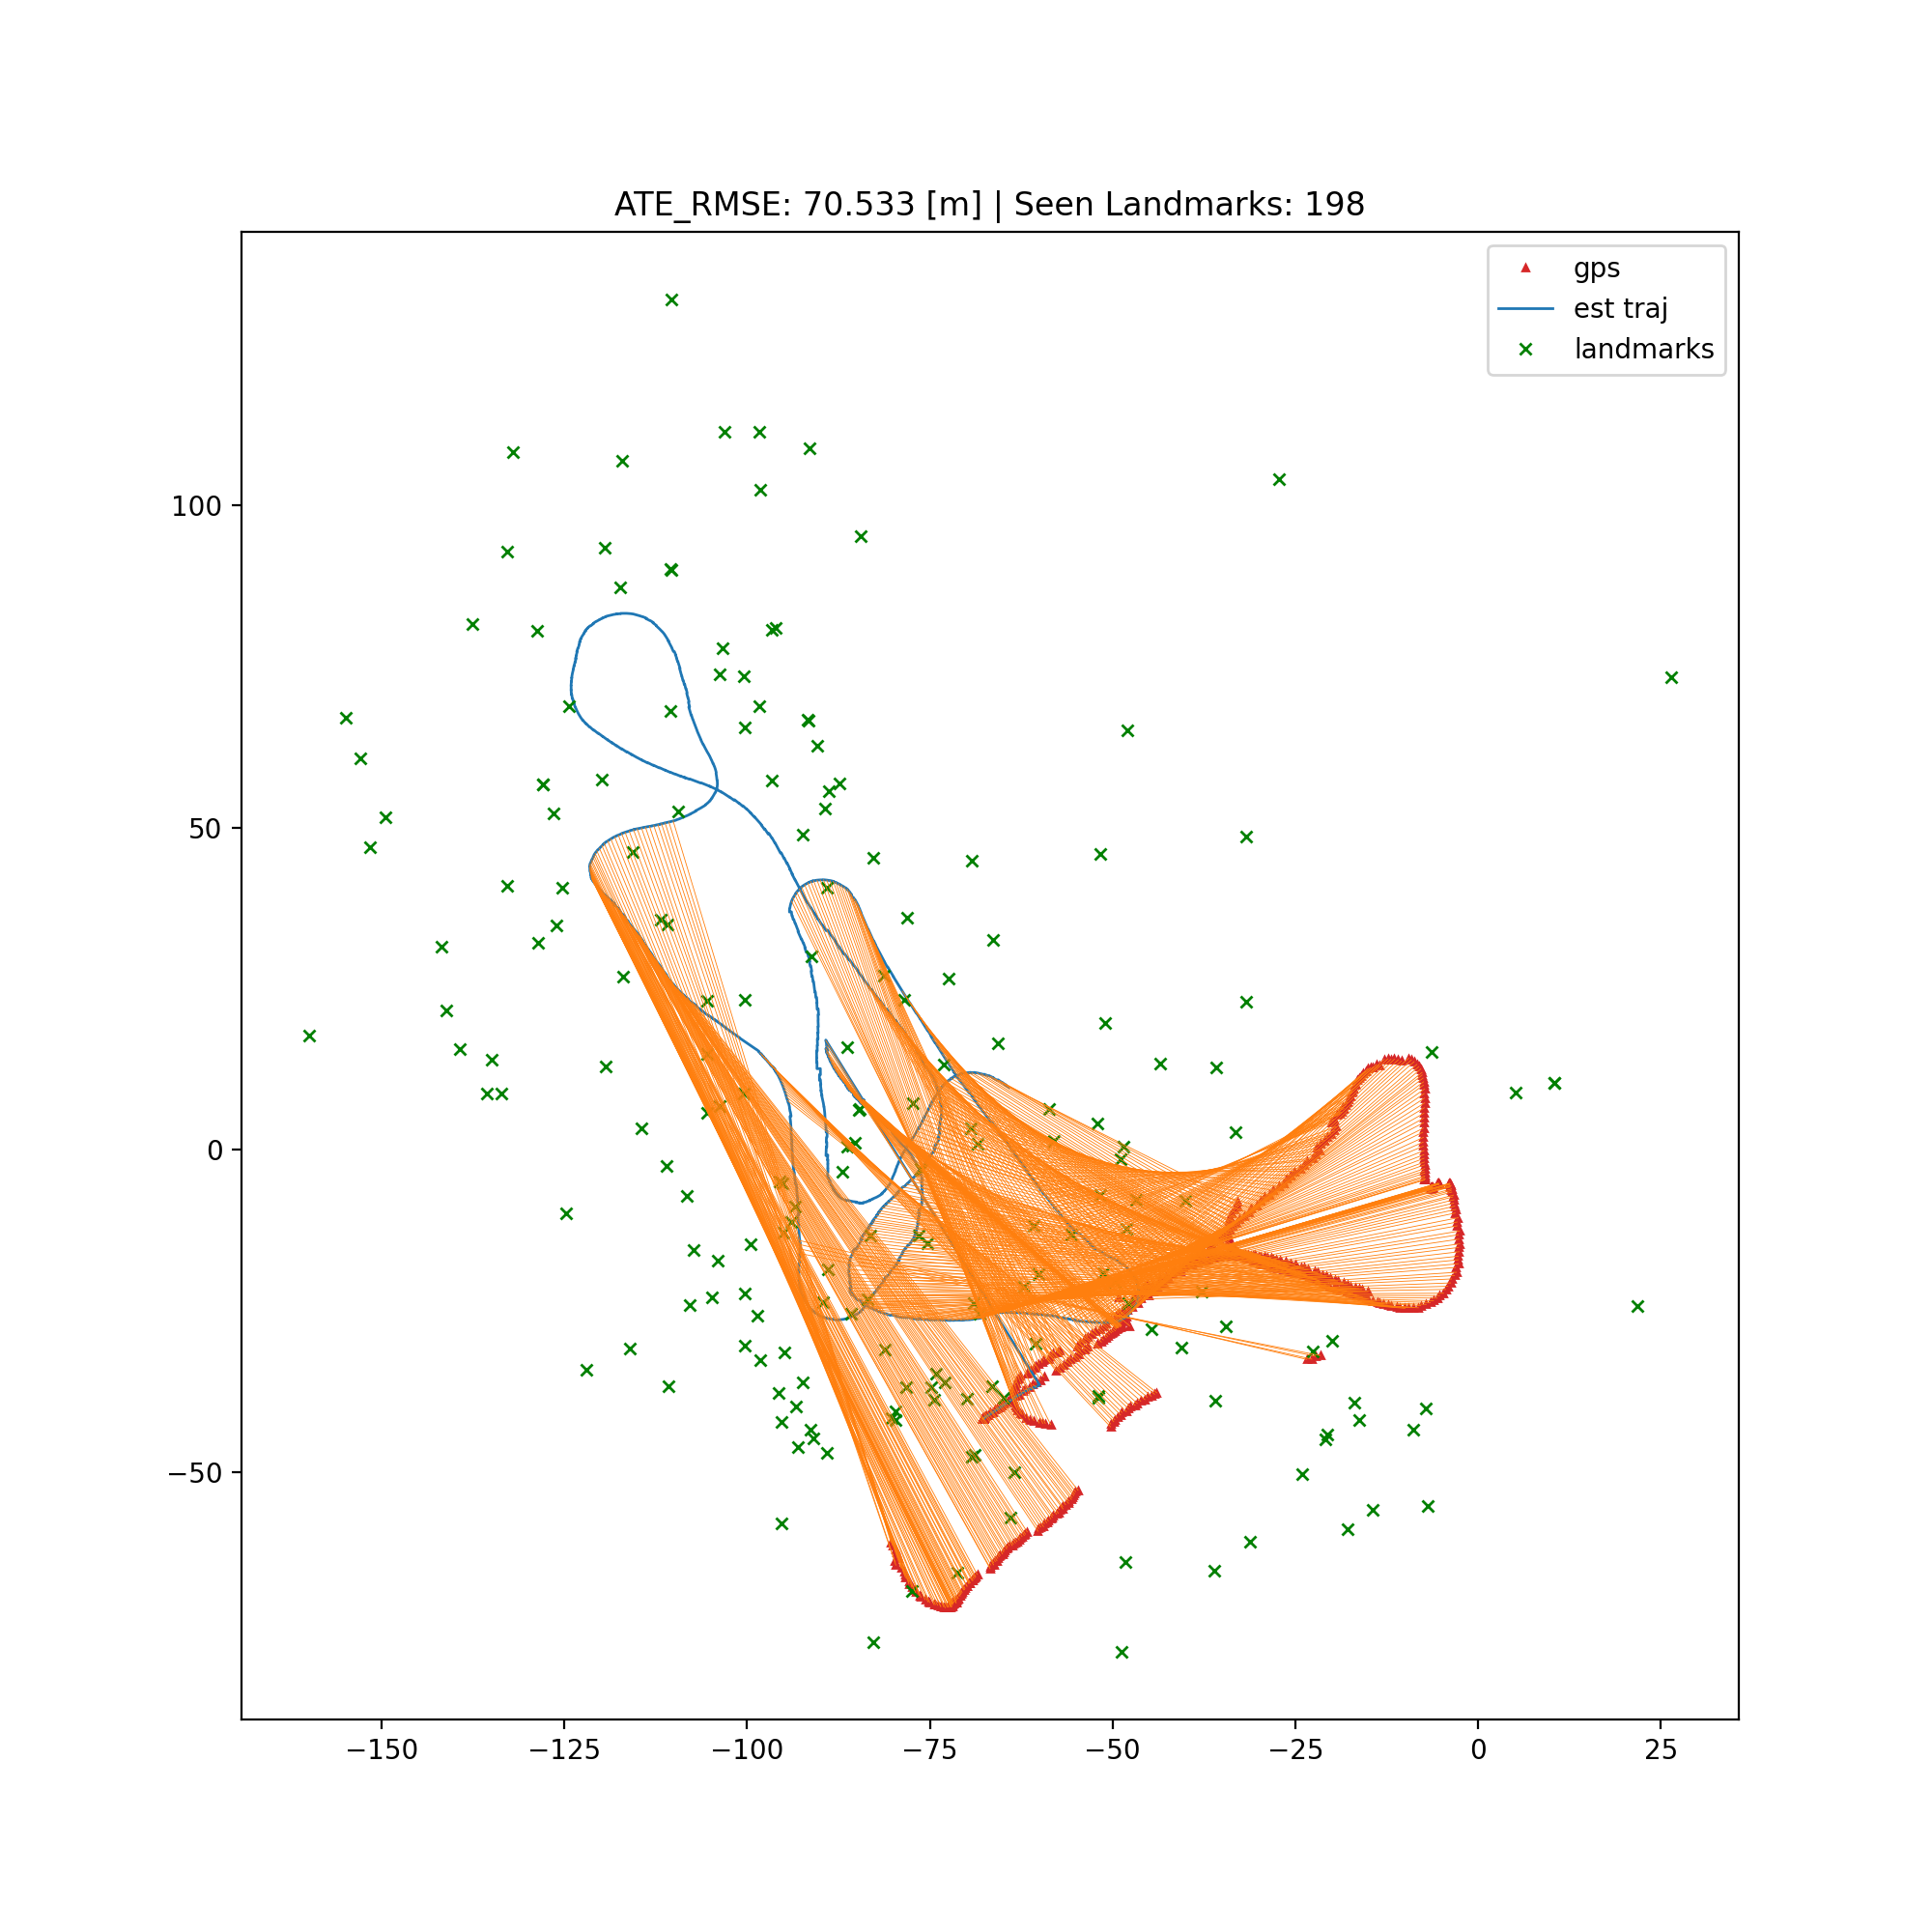 ATE_RMSE: 70.533 [m] | Seen Landmarks: 198
gps
est traj
landmarks
100
50
0
−50
−150 −125 −100 −75 −50 −25 0 25